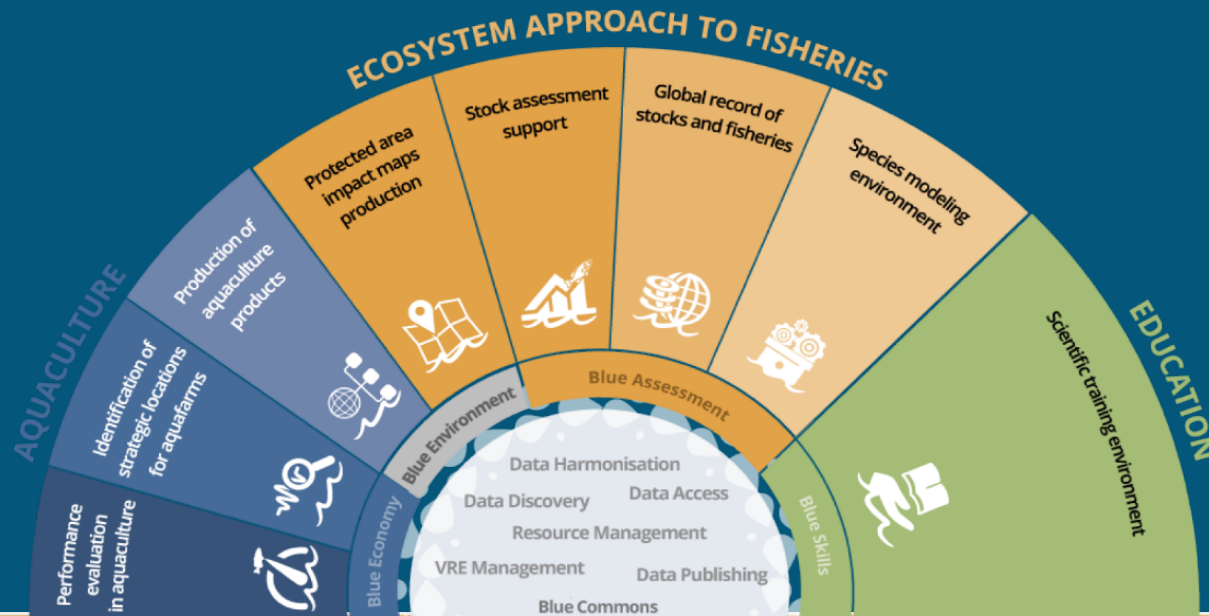 ECOSYSTEM APPROACH TO FISHERIES
AQUACULTURE
EDUCATION
Performance
evaluation
in aquaculture
Identification of
strategic locations
for aquafarms
Production of
aquaculture
products
Protected area
impact maps
production
Stock assessment
support
Global record of
stocks and fisheries
Species modeling
environment
Scientific training environment
Blue Economy
Blue Environment
Blue Assessment
Blue Skills
Data Harmonisation
Data Discovery
Data Access
Resource Management
VRE Management
Data Publishing
Blue Commons